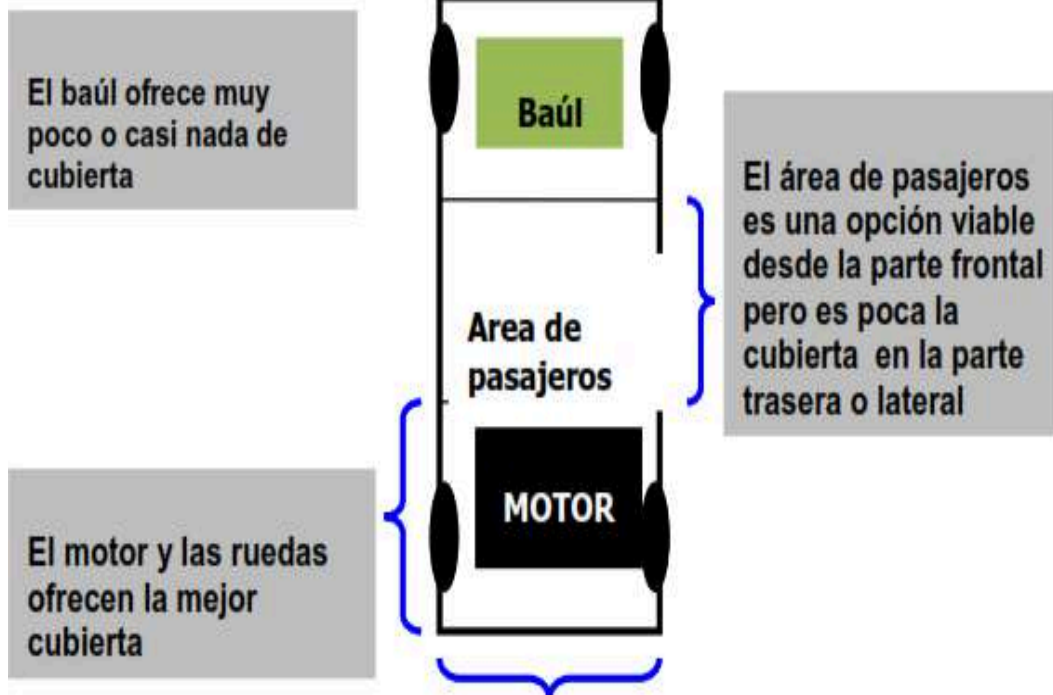 El baúl ofrece muy
poco o casi nada de
cubierta
Baúl
El área de pasajeros
es una opción viable
desde la parte frontal
pero es poca la
cubierta en la parte
trasera o lateral
Area de
pasajeros
MOTOR
El motor y las ruedas
ofrecen la mejor
cubierta